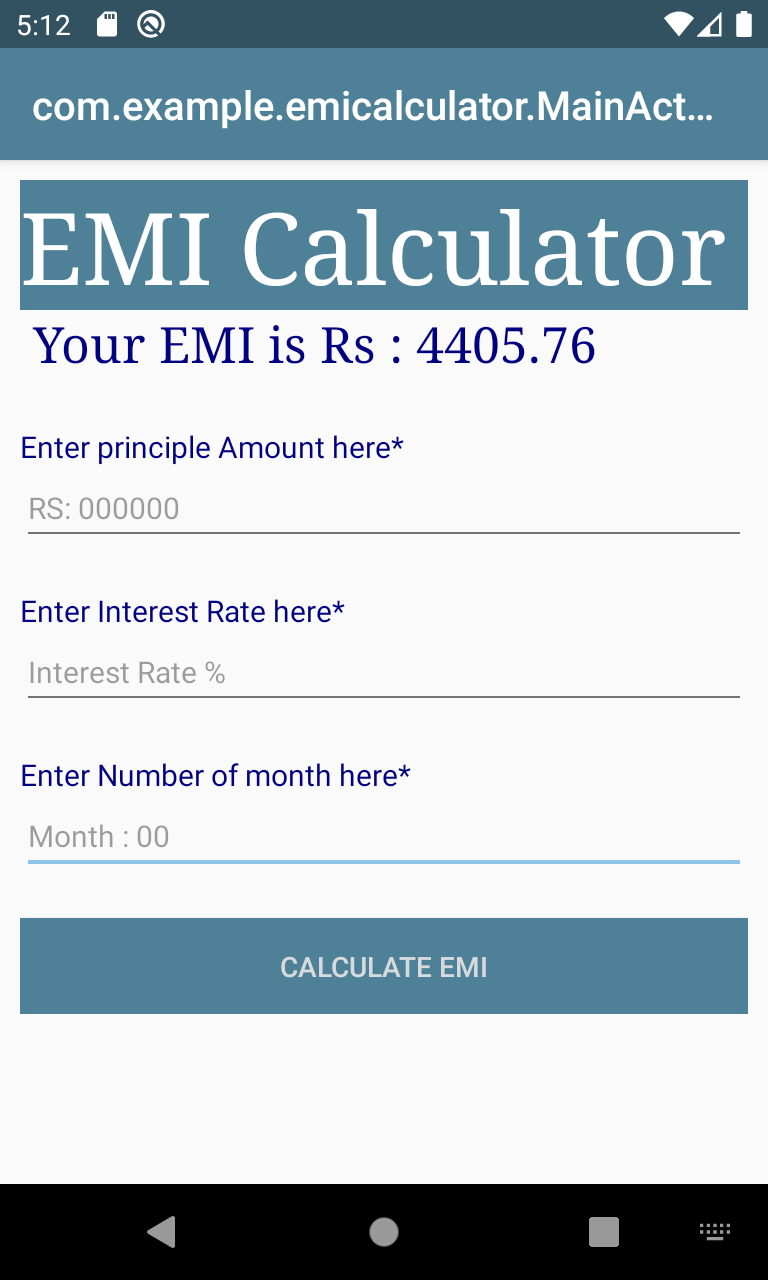 5:12
com.example.emicalculator.MainAct…
EMI Calculator
Your EMI is Rs : 4405.76
Enter principle Amount here*
RS: 000000
Enter Interest Rate here*
Interest Rate %
Enter Number of month here*
Month : 00
CALCULATE EMI